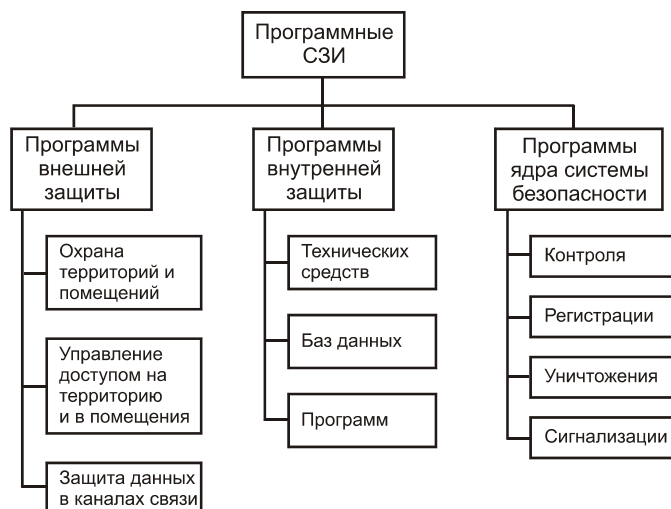 Программные
СЗИ
Программы
внешней
защиты
Охрана
территорий и
помещений
Управление
доступом на
территорию
и в помещения
Защита данных
в каналах связи
Программы
внутренней
защиты
Технических
средств
Баз данных
Программ
Программы
ядра системы
безопасности
Контроля
Регистрации
Уничтожения
Сигнализации